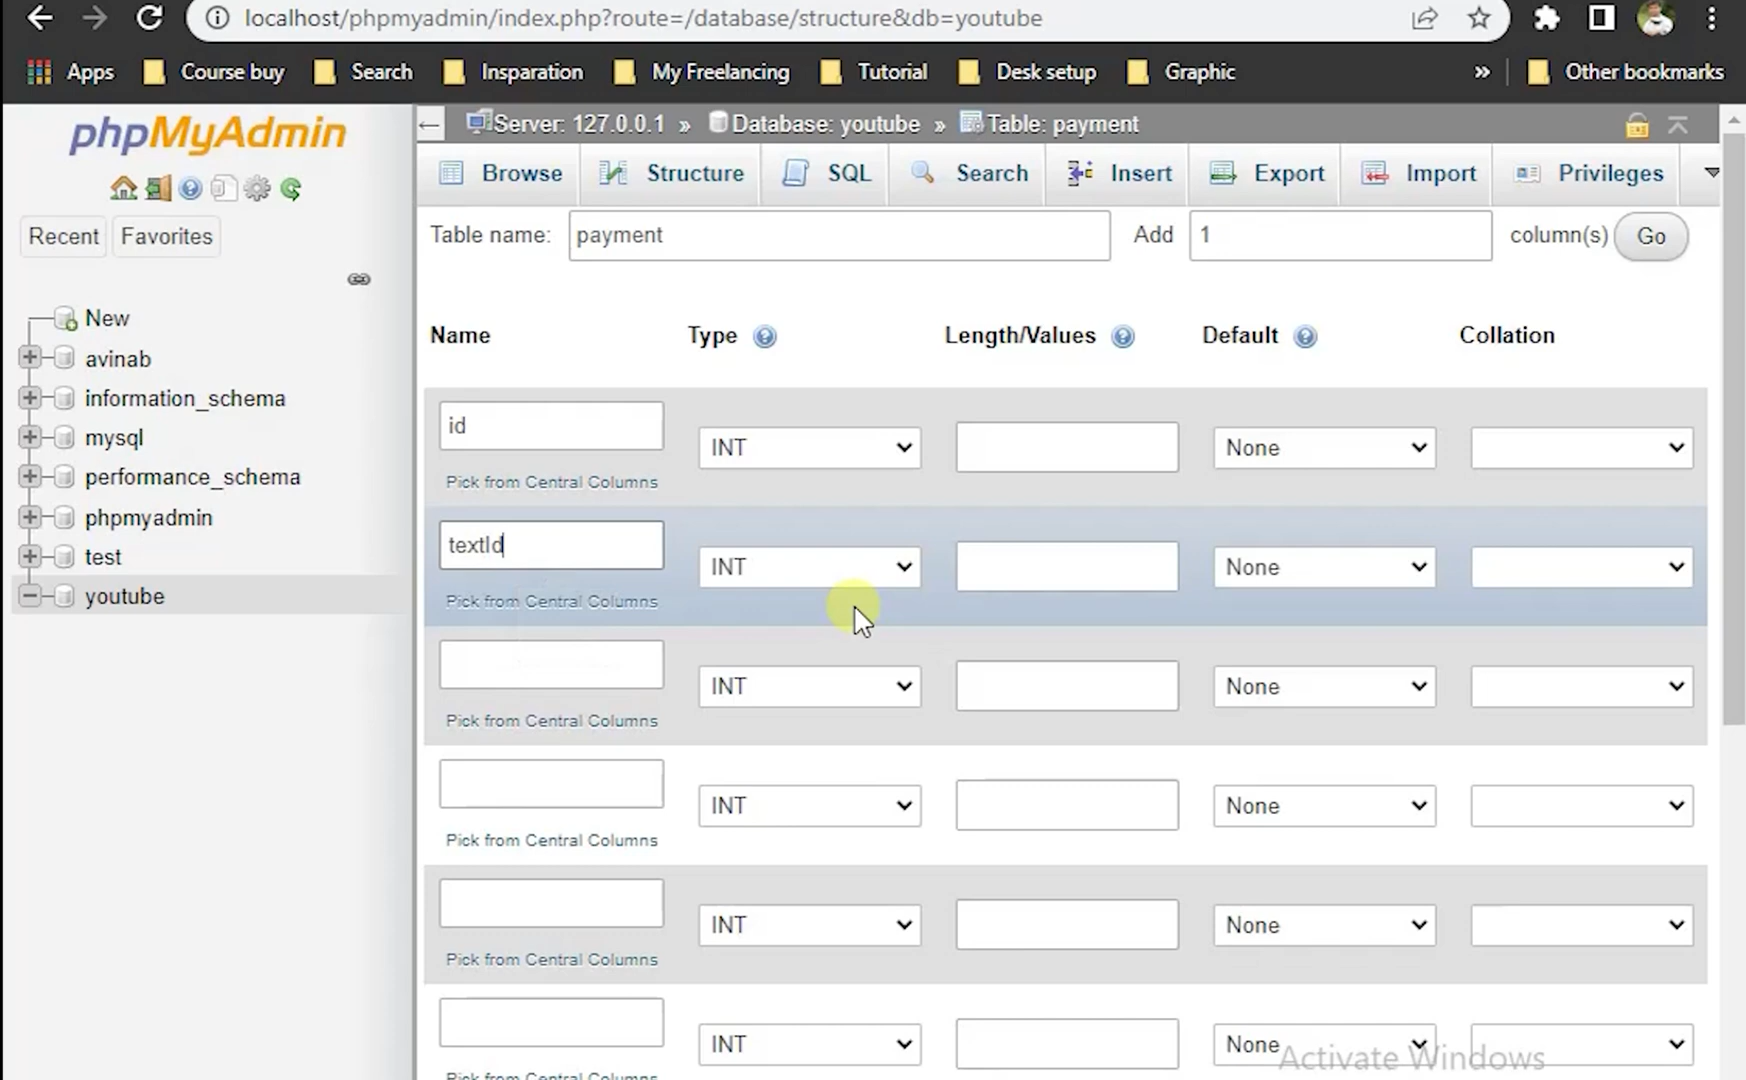 localhost/phpmyadmin/index.php?route=/database/structure&db=youtube
Apps Course buy Search Insparation My Freelancing Tutorial Desk setup Graphic » Other bookmarks
phpMyAdmin
Recent Favorites
New
avinab
information_schema
mysql
performance_schema
phpmyadmin
test
youtube
Server: 127.0.0.1 » Database: youtube » Table: payment
Browse Structure SQL Search Insert Export Import Privileges
Table name: payment Add 1 column(s) Go
Name Type Length/Values Default Collation
id INT None
Pick from Central Columns
textId INT None
Pick from Central Columns
INT None
Pick from Central Columns
INT None
Pick from Central Columns
INT None
Pick from Central Columns
INT None
Pick from Central Columns
Activate Windows